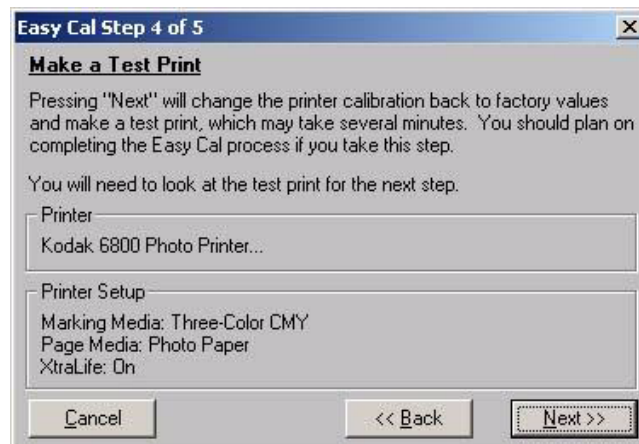 Easy Cal Step 4 of 5
Make a Test Print
Pressing "Next" will change the printer calibration back to factory values
and make a test print, which may take several minutes. You should plan on
completing the Easy Cal process if you take this step.
You will need to look at the test print for the next step.
Printer
Kodak 6800 Photo Printer...
Printer Setup
Marking Media: Three-Color CMY
Page Media: Photo Paper
XtraLife: On
Cancel
<< Back
Next >>